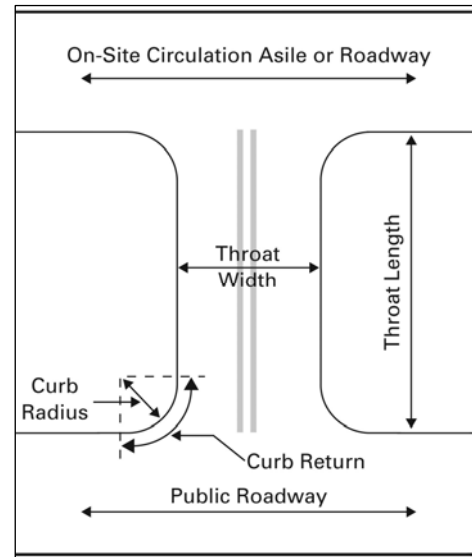 On-Site Circulation Asile or Roadway
Throat
Width
Throat Length
Curb
Radius
Curb Return
Public Roadway